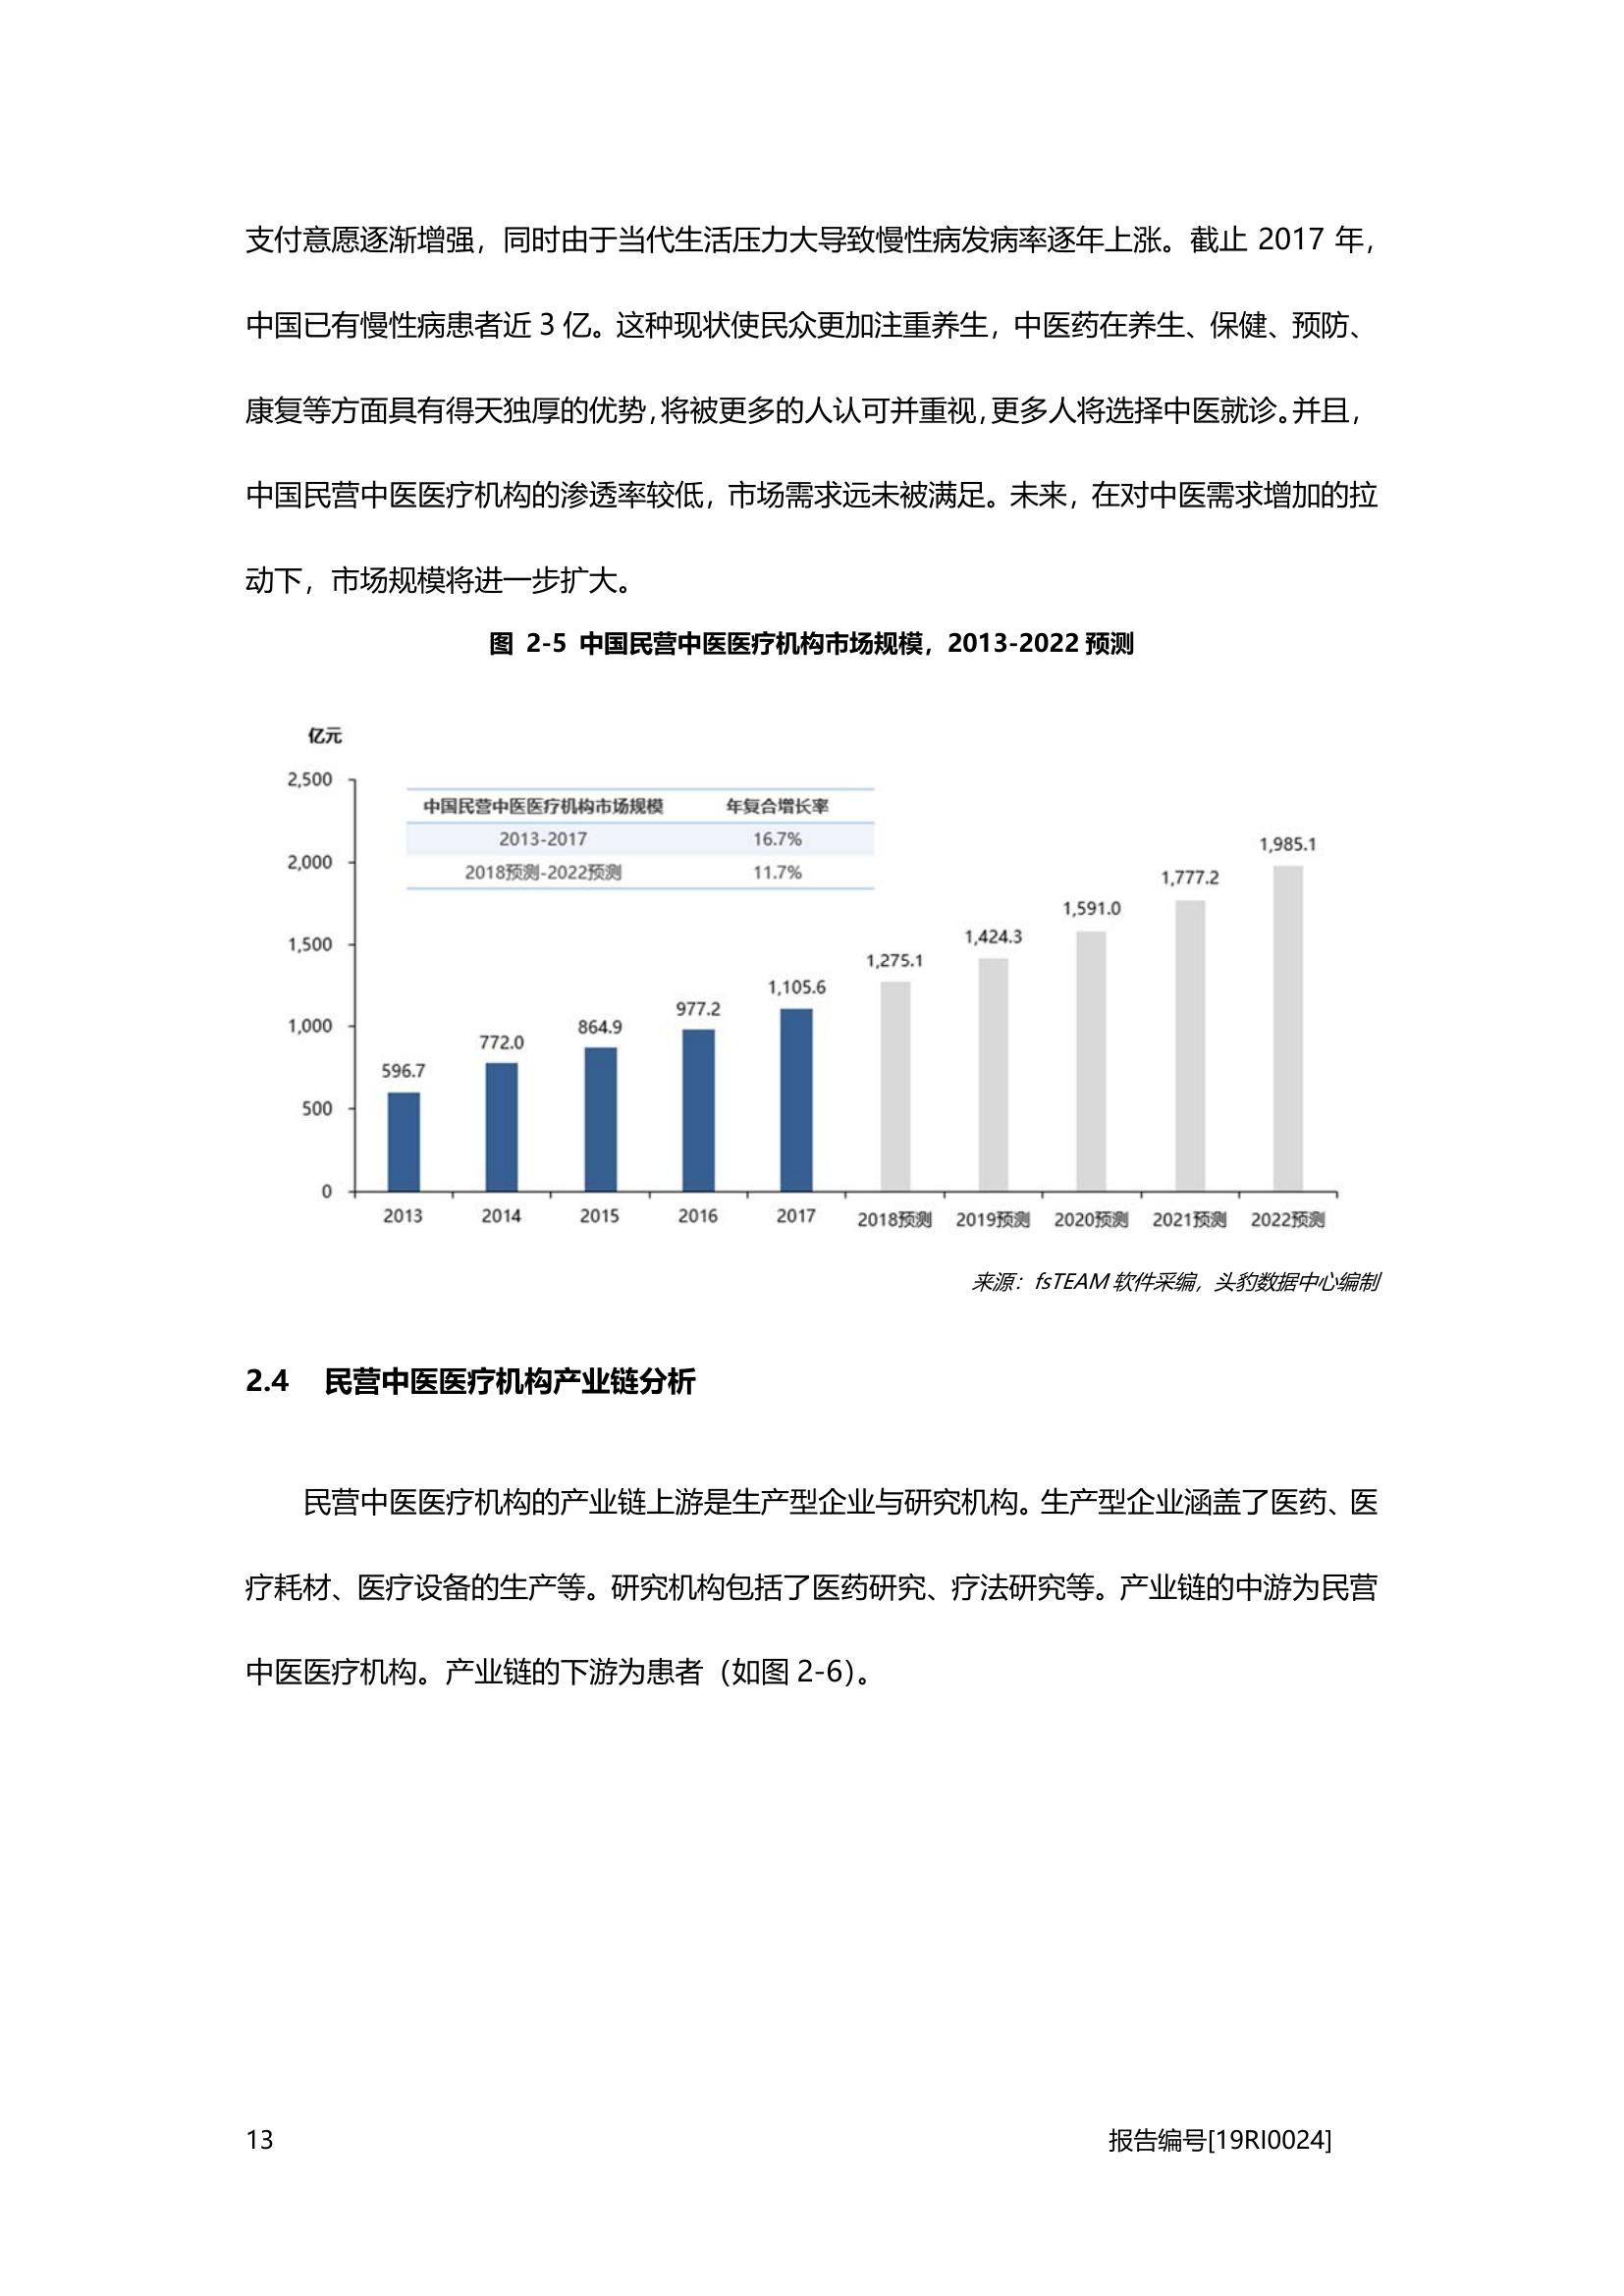 支付意愿逐渐增强，同时由于当代生活压力大导致慢性病发病率逐年上涨。截止 2017 年，
中国已有慢性病患者近 3 亿。这种现状使民众更加注重养生，中医药在养生、保健、预防、
康复等方面具有得天独厚的优势，将被更多的人认可并重视，更多人将选择中医就诊。并且，
中国民营中医医疗机构的渗透率较低，市场需求远未被满足。未来，在对中医需求增加的拉
动下，市场规模将进一步扩大。
图 2-5 中国民营中医医疗机构市场规模，2013-2022 预测
亿元
2,500
2,000
1,500
1,000
500
0
中国民营中医医疗机构市场规模 年复合增长率
2013-2017 16.7%
2018预测-2022预测 11.7%
596.7
772.0
864.9
977.2
1,105.6
1,275.1
1,424.3
1,591.0
1,777.2
1,985.1
2013 2014 2015 2016 2017 2018预测 2019预测 2020预测 2021预测 2022预测
来源：fsTEAM 软件采编，头豹数据中心编制
2.4 民营中医医疗机构产业链分析
民营中医医疗机构的产业链上游是生产型企业与研究机构。生产型企业涵盖了医药、医
疗耗材、医疗设备的生产等。研究机构包括了医药研究、疗法研究等。产业链的中游为民营
中医医疗机构。产业链的下游为患者（如图 2-6）。
13 报告编号[19RI0024]